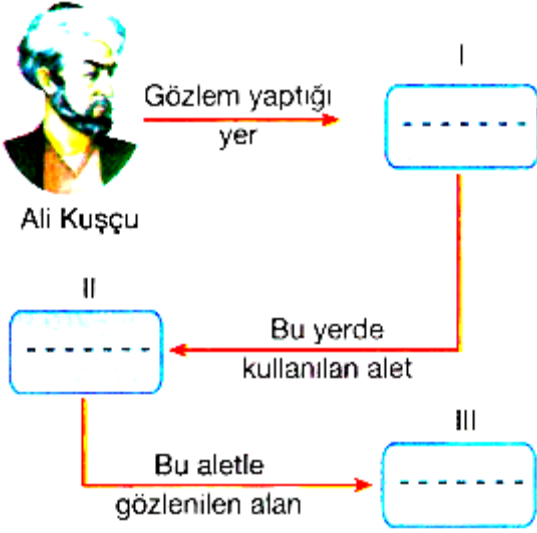 I
Gözlem yaptığı
yer
- - - - - - -
Ali Kuşçu
II
Bu yerde
- - - - - - -
kullanılan alet
III
Bu aletle
- - - - - - -
gözlenilen alan